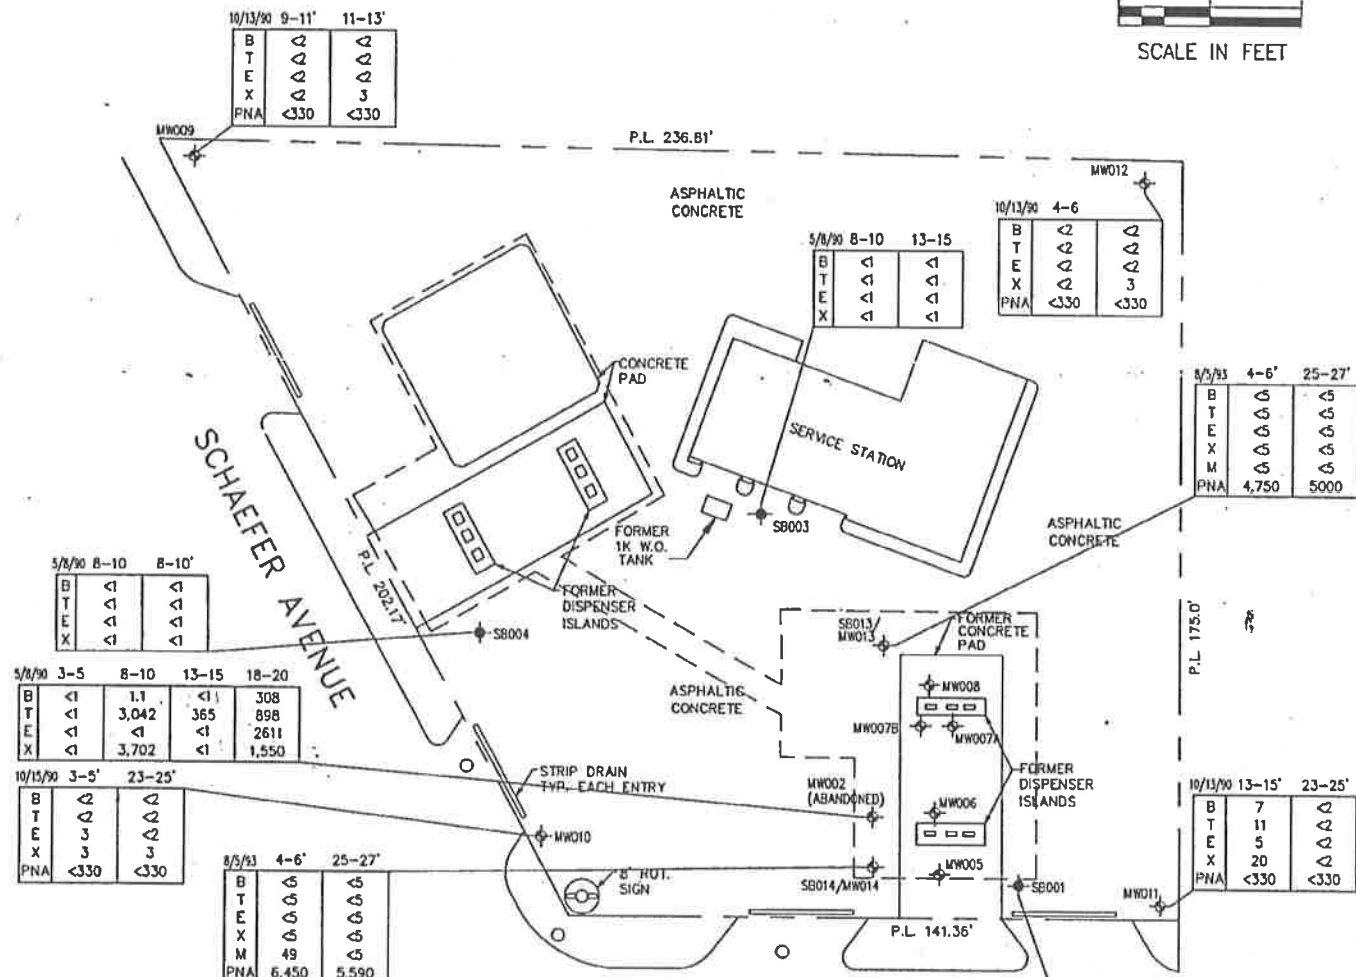 SCALE IN FEET
10/13/90 9-11' 11-13'
B <2 <2
T <2 <2
E <2 <2
X <2 3
PNA <330 <330
MW009
P.L. 236.81'
ASPHALTIC
CONCRETE
MW012
10/13/90 4-6
B <2 <2
T <2 <2
E <2 <2
X <2 3
PNA <330 <330
5/8/90 8-10 13-15
B <1 <1
T <1 <1
E <1 <1
X <1 <1
CONCRETE
PAD
SERVICE STATION
8/5/93 4-6' 25-27'
B <5 <5
T <5 <5
E <5 <5
X <5 <5
M <5 <5
PNA 4,750 5000
SCHAEFER AVENUE
P.L. 202.17'
FORMER
1K W.O.
TANK
SB003
ASPHALTIC
CONCRETE
5/8/90 8-10 8-10'
B <1 <1
T <1 <1
E <1 <1
X <1 <1
SB004
FORMER
DISPENSER
ISLANDS
SB013/
MW013
FORMER
CONCRETE
PAD
P.L. 175.0'
5/8/90 3-5 8-10 13-15 18-20
B <1 1.1 <1 308
T <1 3,042 365 898
E <1 <1 <1 2611
X <1 3,702 <1 1,550
ASPHALTIC
CONCRETE
MW008
MW007B
MW007A
10/15/90 3-5' 23-25'
B <2 <2
T <2 <2
E 3 <2
X 3 3
PNA <330 <330
STRIP DRAIN
TYP. EACH ENTRY
MW002
(ABANDONED)
MW006
FORMER
DISPENSER
ISLANDS
10/13/90 13-15' 23-25'
B 7 <2
T 11 <2
E 5 <2
X 20 <2
PNA <330 <330
MW010
8/5/93 4-6' 25-27'
B <5 <5
T <5 <5
E <5 <5
X <5 <5
M 49 <5
PNA 6,450 5,590
8' ROT.
SIGN
SB014/MW014
MW005
SB001
MW011
P.L. 141.36'